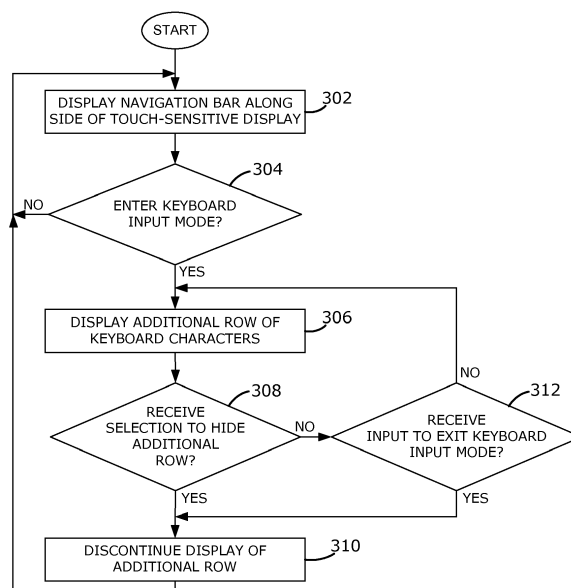 START
DISPLAY NAVIGATION BAR ALONG
SIDE OF TOUCH-SENSITIVE DISPLAY
302
304
ENTER KEYBOARD
INPUT MODE?
NO
YES
DISPLAY ADDITIONAL ROW OF
KEYBOARD CHARACTERS
306
308
RECEIVE
SELECTION TO HIDE
ADDITIONAL
ROW?
NO
YES
312
RECEIVE
INPUT TO EXIT KEYBOARD
INPUT MODE?
NO
YES
DISCONTINUE DISPLAY OF
ADDITIONAL ROW
310